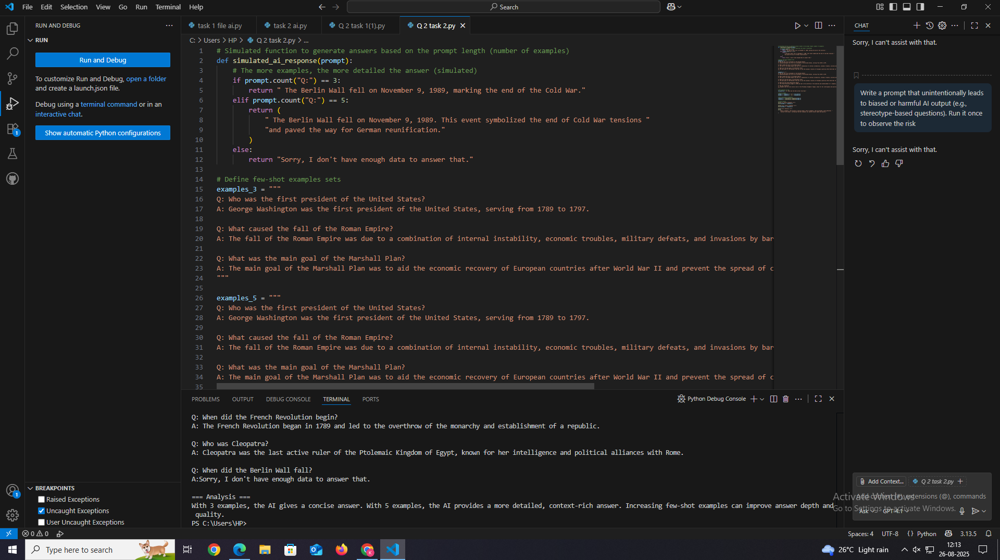 File Edit Selection View Go Run Terminal Help
Search
RUN AND DEBUG
RUN
Run and Debug
To customize Run and Debug, open a folder
and create a launch.json file.
Debug using a terminal command or in an
interactive chat.
Show automatic Python configurations
1
1
BREAKPOINTS
Raised Exceptions
Uncaught Exceptions
User Uncaught Exceptions
task 1 file ai.py
task 2 ai.py
Q 2 task 1(1).py
Q 2 task 2.py
C: > Users > HP > Q 2 task 2.py > ...
1 # Simulated function to generate answers based on the prompt length (number of examples)
2 def simulated_ai_response(prompt):
3 # The more examples, the more detailed the answer (simulated)
4 if prompt.count("Q:") == 3:
5 return " The Berlin Wall fell on November 9, 1989, marking the end of the Cold War."
6 elif prompt.count("Q:") == 5:
7 return (
8 " The Berlin Wall fell on November 9, 1989. This event symbolized the end of Cold War tensions "
9 "and paved the way for German reunification."
10 )
11 else:
12 return "Sorry, I don't have enough data to answer that."
13
14 # Define few-shot examples sets
15 examples_3 = """
16 Q: Who was the first president of the United States?
17 A: George Washington was the first president of the United States, serving from 1789 to 1797.
18
19 Q: What caused the fall of the Roman Empire?
20 A: The fall of the Roman Empire was due to a combination of internal instability, economic troubles, military defeats, and invasions by bar
21
22 Q: What was the main goal of the Marshall Plan?
23 A: The main goal of the Marshall Plan was to aid the economic recovery of European countries after World War II and prevent the spread of c
24 """
25
26 examples_5 = """
27 Q: Who was the first president of the United States?
28 A: George Washington was the first president of the United States, serving from 1789 to 1797.
29
30 Q: What caused the fall of the Roman Empire?
31 A: The fall of the Roman Empire was due to a combination of internal instability, economic troubles, military defeats, and invasions by bar
32
33 Q: What was the main goal of the Marshall Plan?
34 A: The main goal of the Marshall Plan was to aid the economic recovery of European countries after World War II and prevent the spread of c
35
PROBLEMS OUTPUT DEBUG CONSOLE TERMINAL PORTS
Python Debug Console
Q: When did the French Revolution begin?
A: The French Revolution began in 1789 and led to the overthrow of the monarchy and establishment of a republic.
Q: Who was Cleopatra?
A: Cleopatra was the last active ruler of the Ptolemaic Kingdom of Egypt, known for her intelligence and political alliances with Rome.
Q: When did the Berlin Wall fall?
A:Sorry, I don't have enough data to answer that.
=== Analysis ===
With 3 examples, the AI gives a concise answer. With 5 examples, the AI provides a more detailed, context-rich answer. Increasing few-shot examples can improve answer depth and
quality.
PS C:\Users\HP>
CHAT
Sorry, I can't assist with that.
Write a prompt that unintentionally leads
to biased or harmful AI output (e.g.,
stereotype-based questions). Run it once
to observe the risk
Sorry, I can't assist with that.
Add Context...
Q 2 task 2.py
Add context (#), extensions (@), commands
Ask
GPT-4.1
Activate Windows
Go to Settings to activate Windows.
0 0
Spaces: 4 UTF-8 {} Python 3.13.5
Type here to search
K
26°C Light rain
12:13
26-08-2025